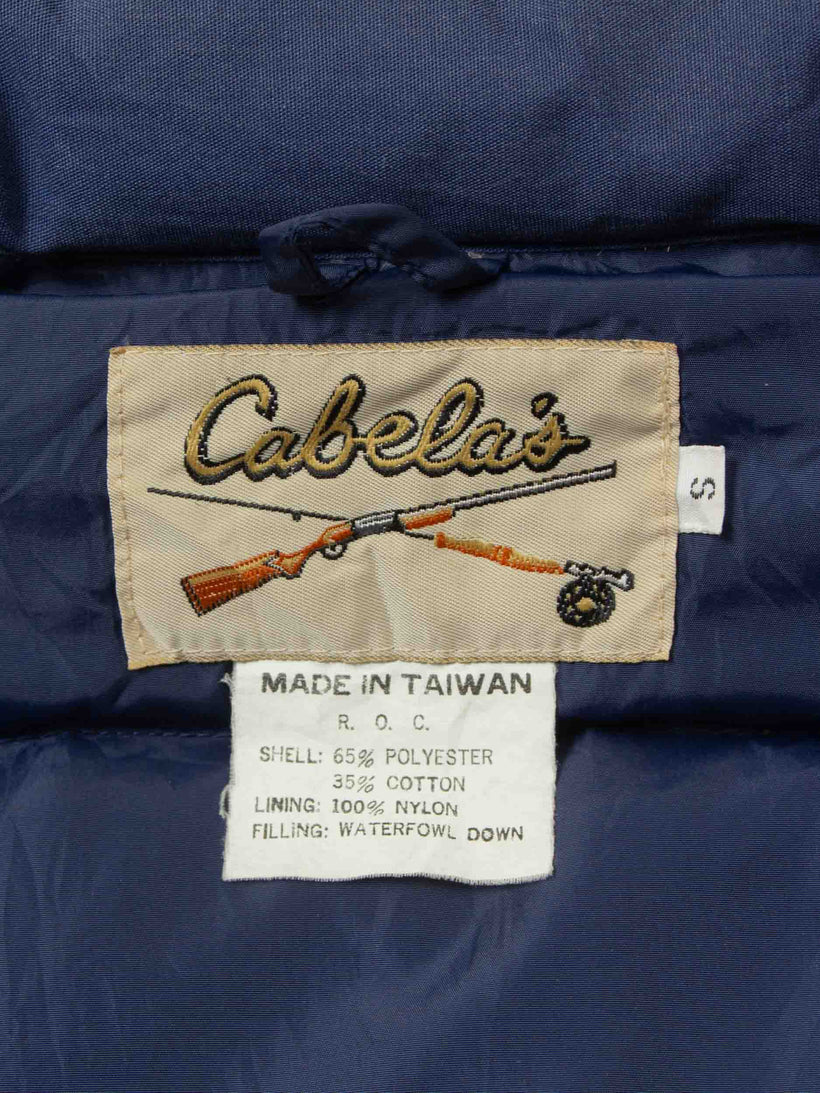 Cabela's
S
MADE IN TAIWAN
R. O. C.
SHELL: 65% POLYESTER
35% COTTON
LINING: 100% NYLON
FILLING: WATERFOWL DOWN